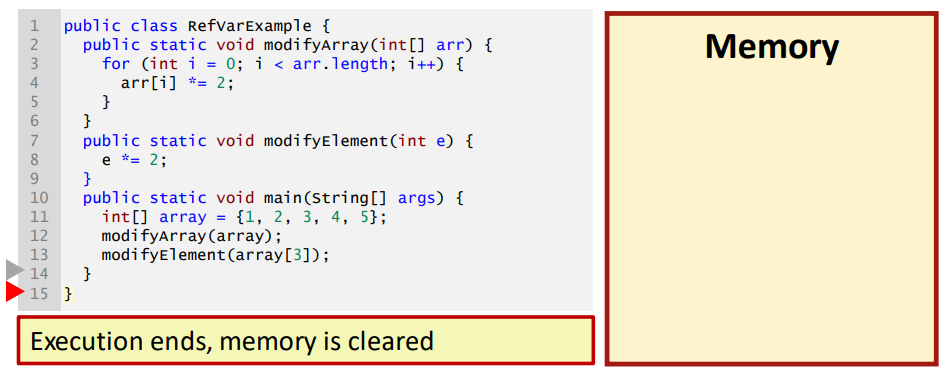 1 public class RefVarExample {
2 public static void modifyArray(int[] arr) {
3 for (int i = 0; i < arr.length; i++) {
4 arr[i] *= 2;
5 }
6 }
7 public static void modifyElement(int e) {
8 e *= 2;
9 }
10 public static void main(String[] args) {
11 int[] array = {1, 2, 3, 4, 5};
12 modifyArray(array);
13 modifyElement(array[3]);
14 }
15 }
Execution ends, memory is cleared
Memory